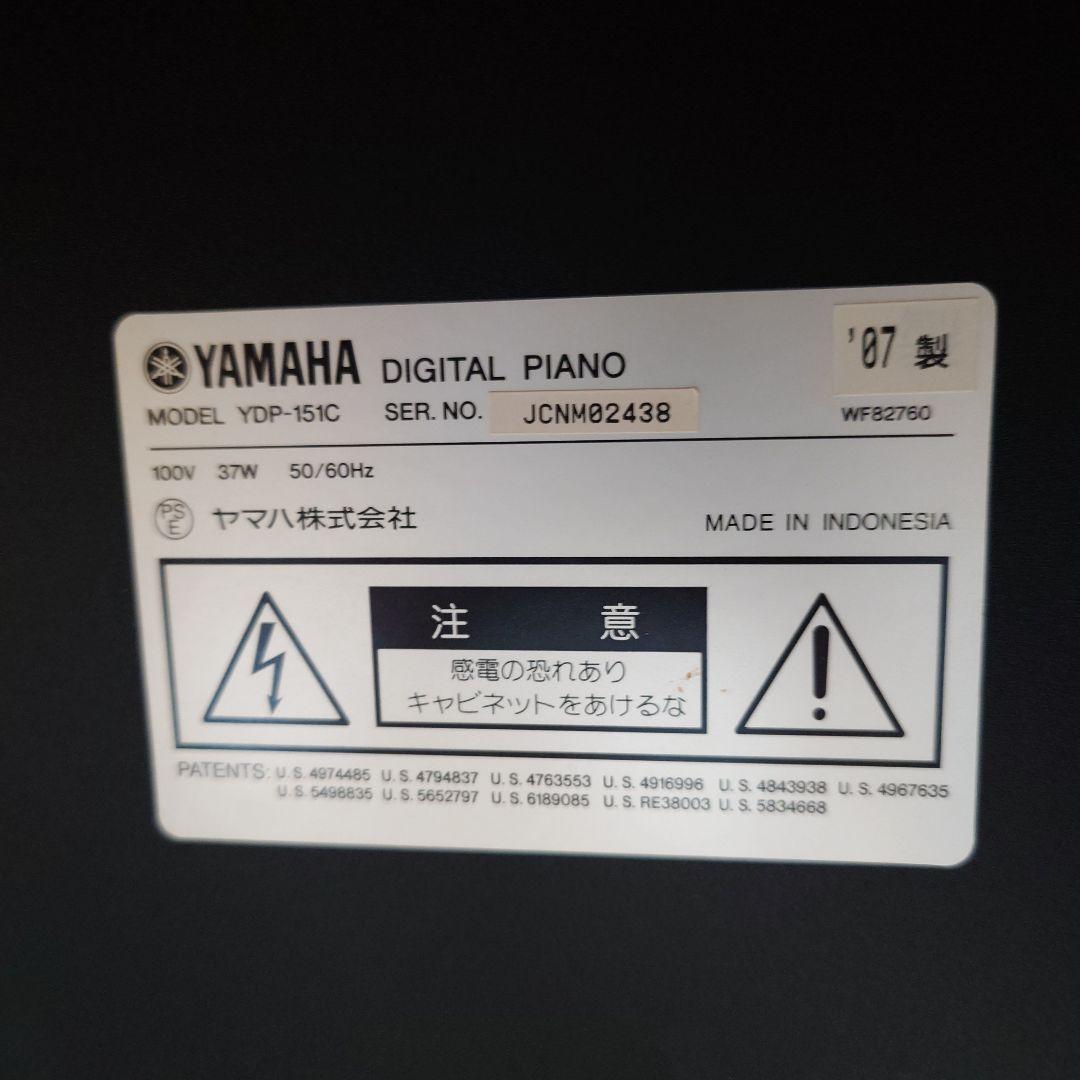 YAMAHA DIGITAL PIANO '07 製
MODEL YDP-151C SER. NO. JCNM02438 WF82760
100V 37W 50/60Hz
PS E ヤマハ株式会社 MADE IN INDONESIA
注意
感電の恐れあり
キャビネットをあけるな
PATENTS: U.S. 4974485 U.S. 4794837 U.S. 4763553 U.S. 4916996 U.S. 4843938 U.S. 4967635
U.S. 5498835 U.S. 5652797 U.S. 6189085 U.S. RE38003 U.S. 5834668